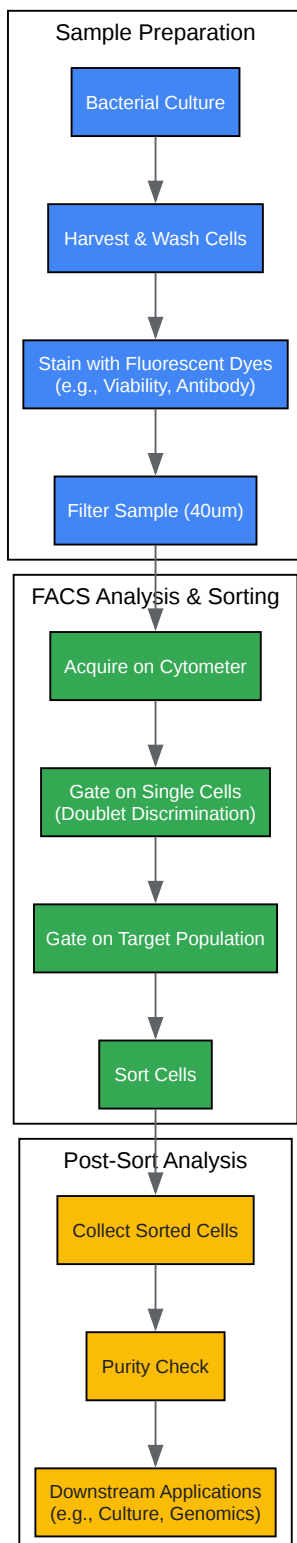 Sample Preparation
Bacterial Culture
Harvest & Wash Cells
Stain with Fluorescent Dyes
(e.g., Viability, Antibody)
Filter Sample (40um)
FACS Analysis & Sorting
Acquire on Cytometer
Gate on Single Cells
(Doublet Discrimination)
Gate on Target Population
Sort Cells
Post-Sort Analysis
Collect Sorted Cells
Purity Check
Downstream Applications
(e.g., Culture, Genomics)